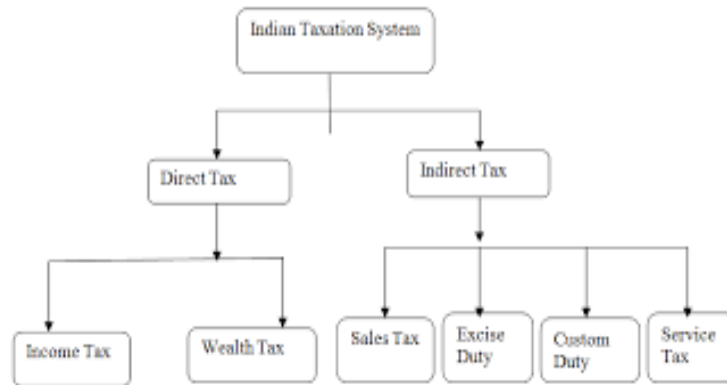 Indian Taxation System
Direct Tax
Indirect Tax
Income Tax
Wealth Tax
Sales Tax
Excise
Duty
Custom
Duty
Service
Tax